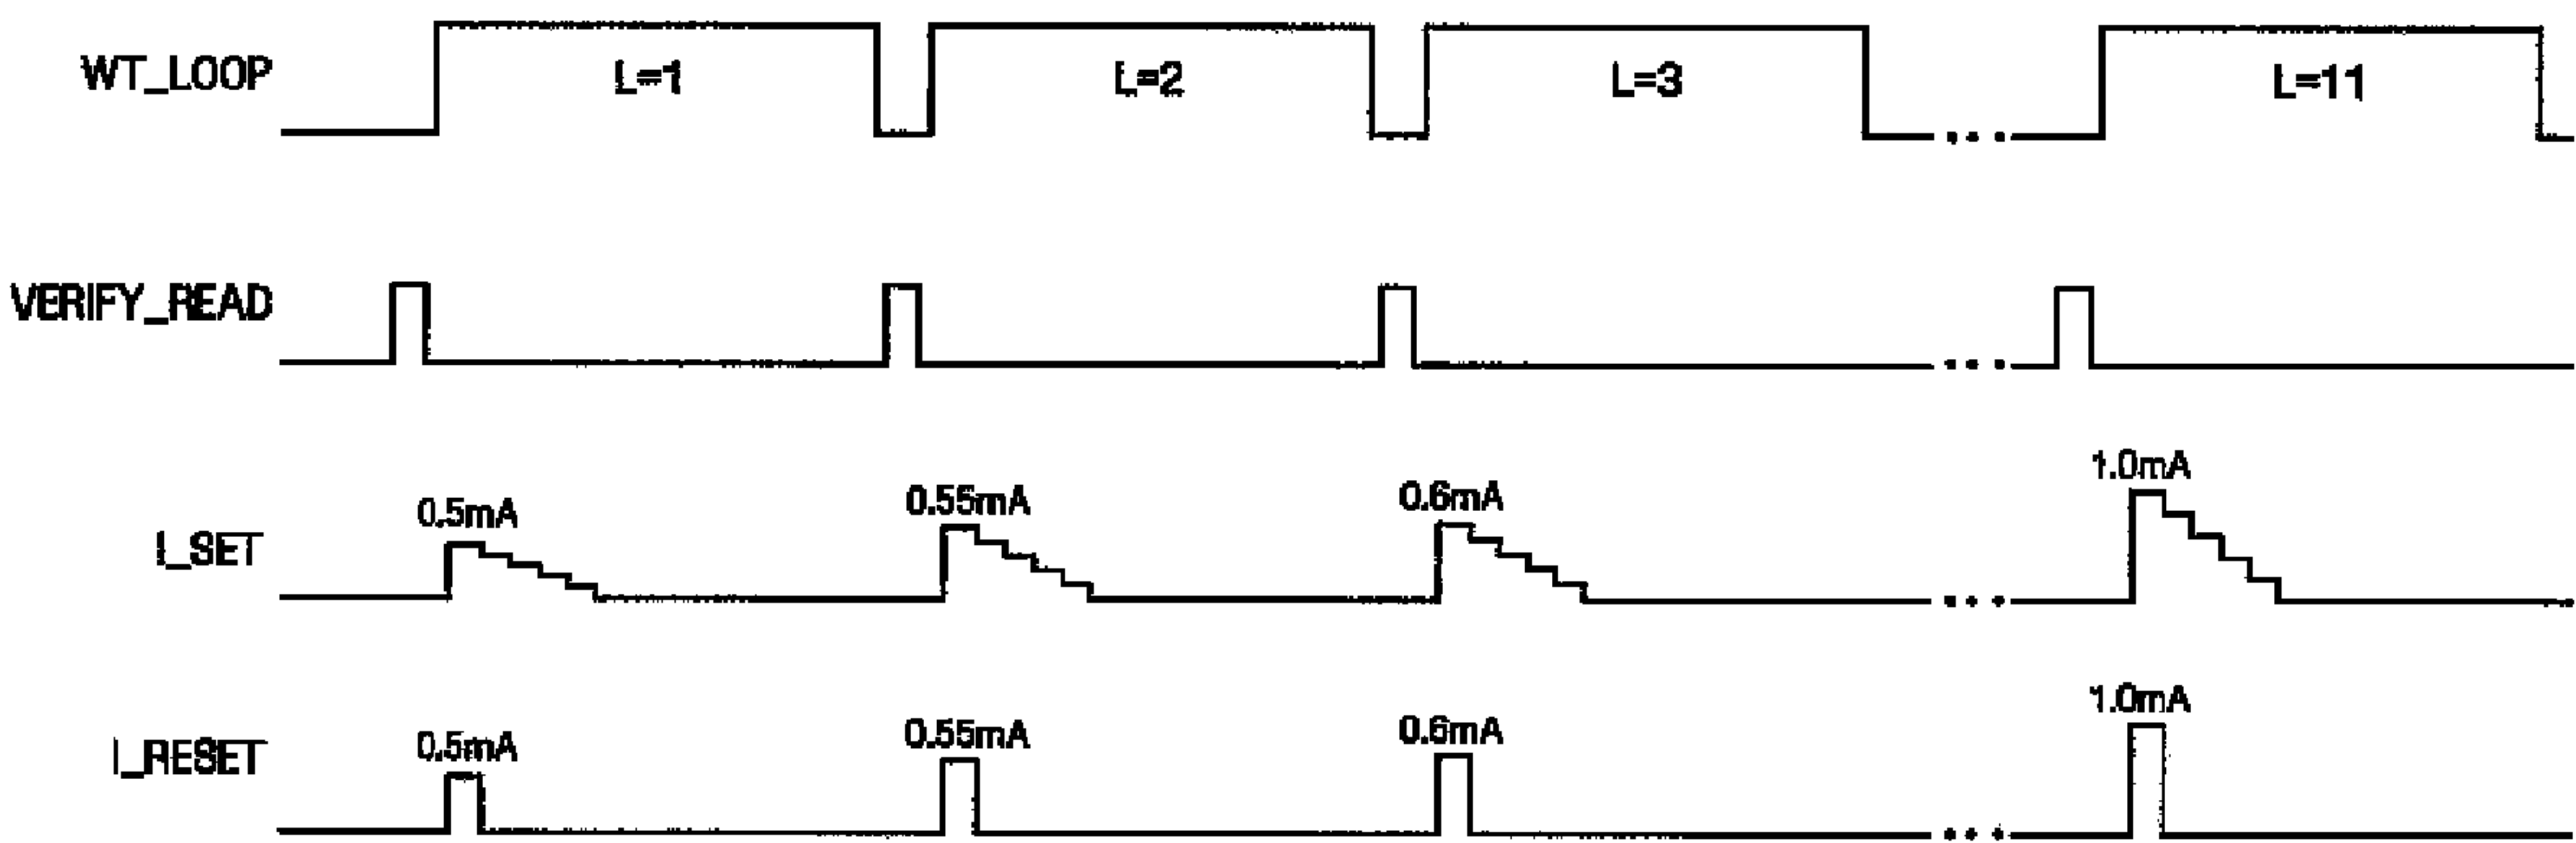 WT_LOOP L=1 L=2 L=3 L=11
VERIFY_READ
0.5mA 0.55mA 0.6mA 1.0mA
I_SET
0.5mA 0.55mA 0.6mA 1.0mA
I_RESET